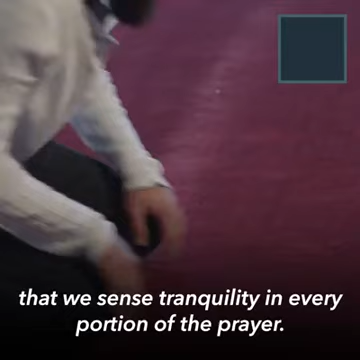 that we sense tranquility in every
portion of the prayer.